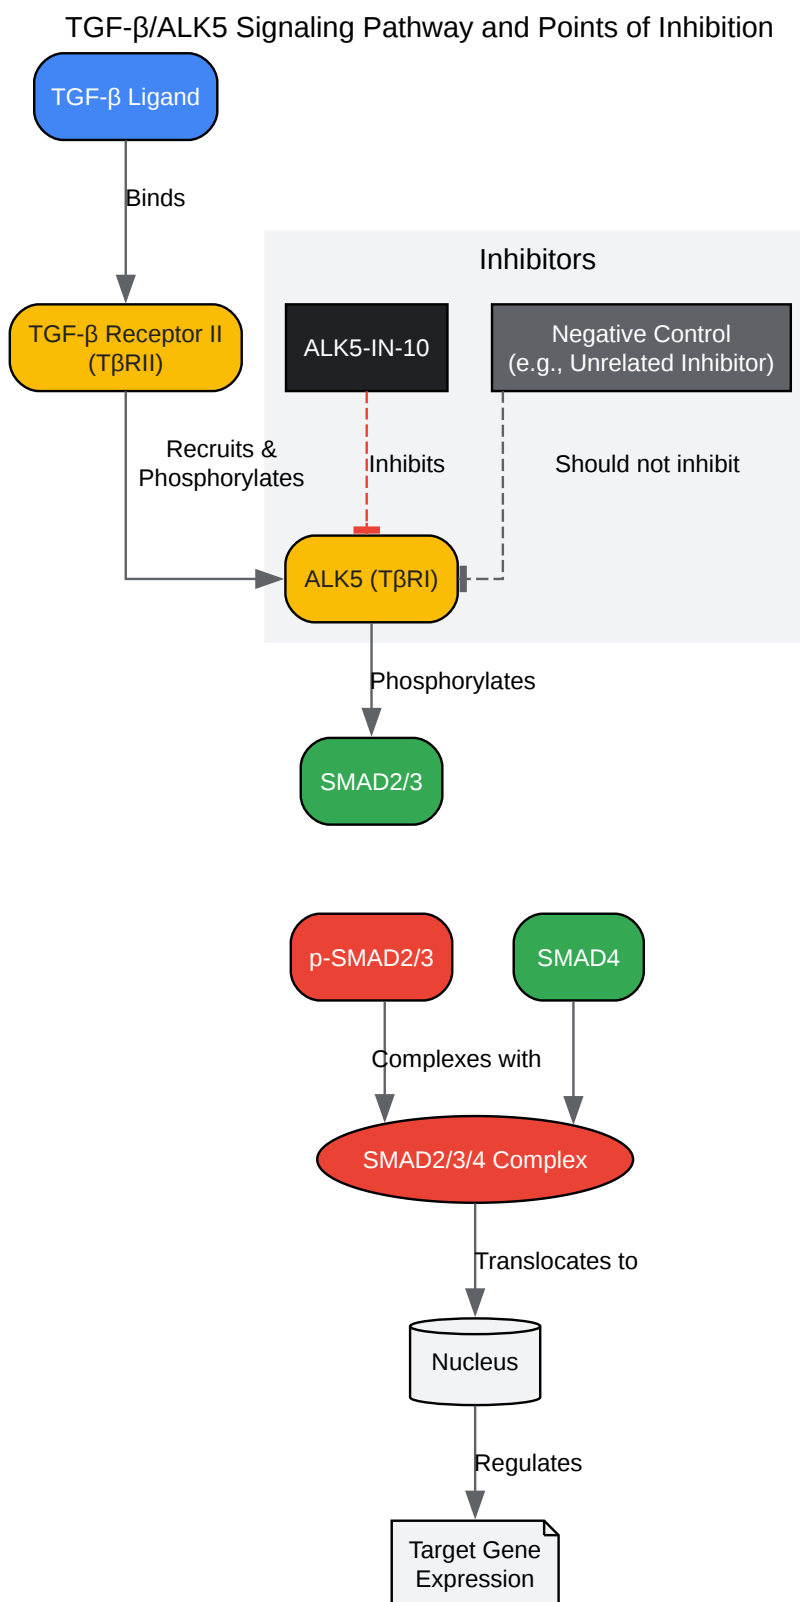 TGF-β/ALK5 Signaling Pathway and Points of Inhibition
TGF-β Ligand
Binds
Inhibitors
TGF-β Receptor II
(TβRII)
ALK5-IN-10
Negative Control
(e.g., Unrelated Inhibitor)
Recruits &
Phosphorylates
Inhibits
Should not inhibit
ALK5 (TβRI)
Phosphorylates
SMAD2/3
p-SMAD2/3
SMAD4
Complexes with
SMAD2/3/4 Complex
Translocates to
Nucleus
Regulates
Target Gene
Expression